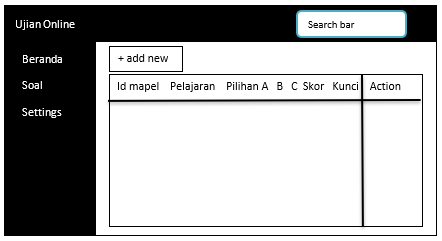 Ujian Online
Search bar
Beranda
Soal
Settings
+ add new
Id mapel Pelajaran Pilihan A B C Skor Kunci Action